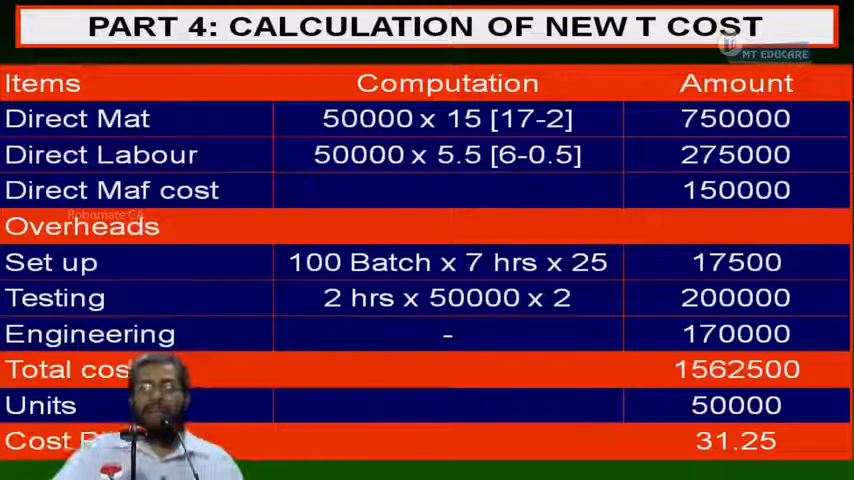 PART 4: CALCULATION OF NEW T COST
MT EDUCARE
Items Computation Amount
Direct Mat 50000 x 15 [17-2] 750000
Direct Labour 50000 x 5.5 [6-0.5] 275000
Direct Maf cost 150000
Robomate CA
Overheads
Set up 100 Batch x 7 hrs x 25 17500
Testing 2 hrs x 50000 x 2 200000
Engineering - 170000
Total cos 1562500
Units 50000
Cost 31.25